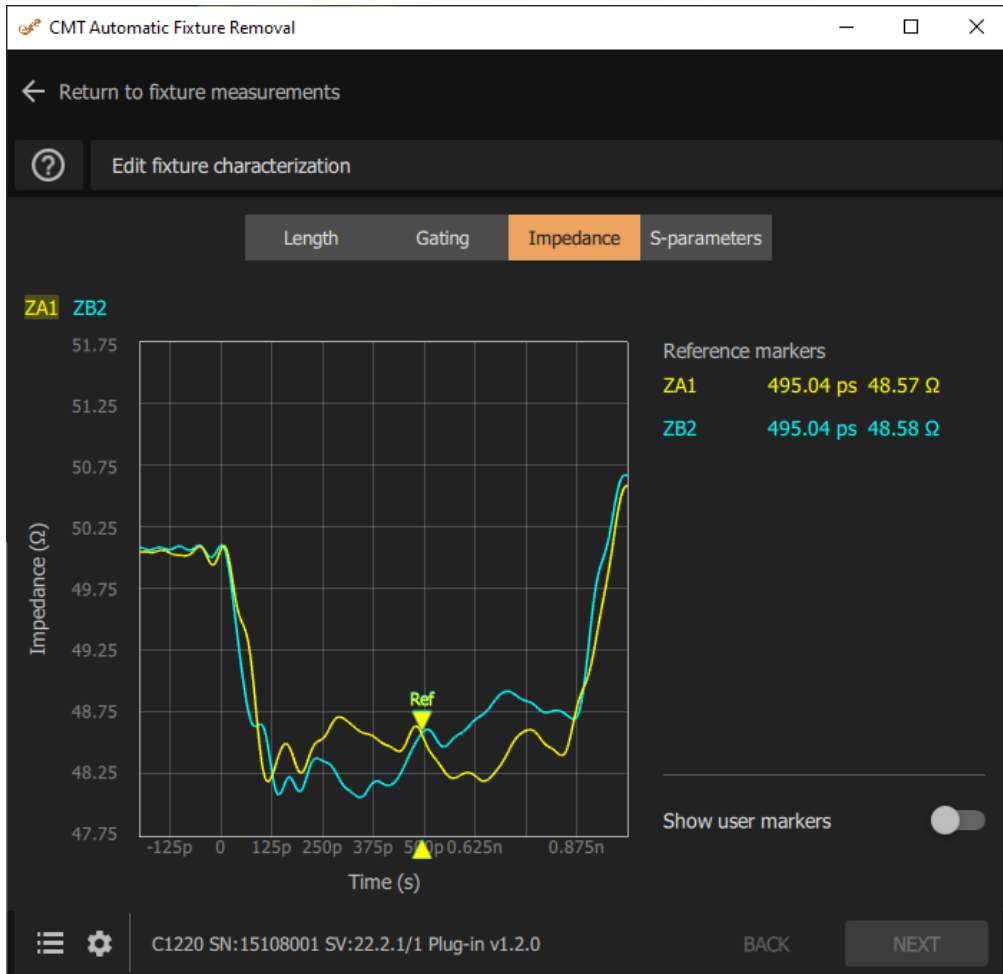 CMT Automatic Fixture Removal
Return to fixture measurements
Edit fixture characterization
Length Gating Impedance S-parameters
ZA1 ZB2
51.75
51.25
50.75
50.25
49.75
49.25
48.75
48.25
47.75
Impedance (Ω)
Ref
-125p 0 125p 250p 375p 500p 0.625n 0.875n
Time (s)
Reference markers
ZA1 495.04 ps 48.57 Ω
ZB2 495.04 ps 48.58 Ω
Show user markers
C1220 SN:15108001 SV:22.2.1/1 Plug-in v1.2.0
BACK
NEXT